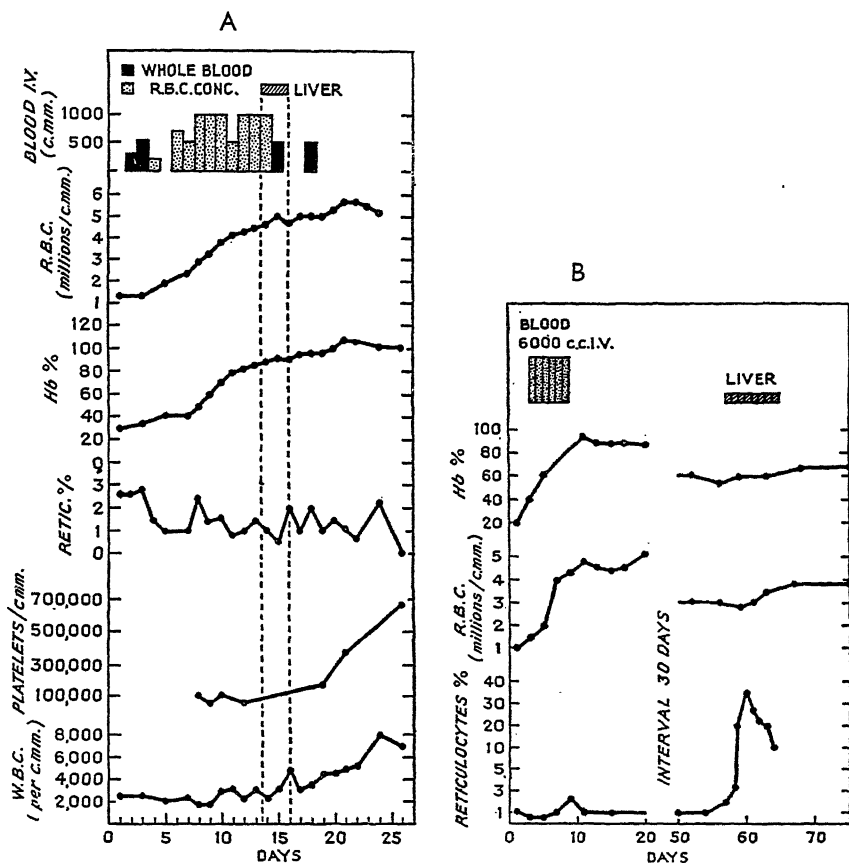 A
WHOLE BLOOD
R.B.C. CONC.
LIVER
BLOOD I.V.
(c.mm.)
1000
500
R.B.C.
(millions/c.mm.)
6
5
4
3
2
1
Hb %
120
100
80
60
40
20
0
RETIC. %
3
2
1
0
PLATELETS/c.mm.
700,000
500,000
300,000
100,000
W.B.C.
(per c.mm.)
8,000
6,000
4,000
2,000
0
5
10
15
20
25
DAYS
B
BLOOD
6000 c.c.I.V.
LIVER
Hb %
100
80
60
40
20
R.B.C.
(millions/c.mm.)
5
4
3
2
1
RETICULOCYTES %
40
30
20
10
5
3
1
INTERVAL 30 DAYS
0
10
20
50
60
70
DAYS